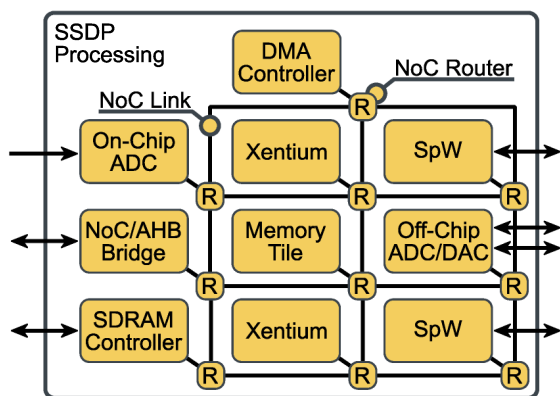 SSDP
Processing
DMA
Controller
NoC Router
R
NoC Link
On-Chip
ADC
Xentium
SpW
R
R
R
NoC/AHB
Bridge
Memory
Tile
Off-Chip
ADC/DAC
R
R
R
SDRAM
Controller
Xentium
SpW
R
R
R